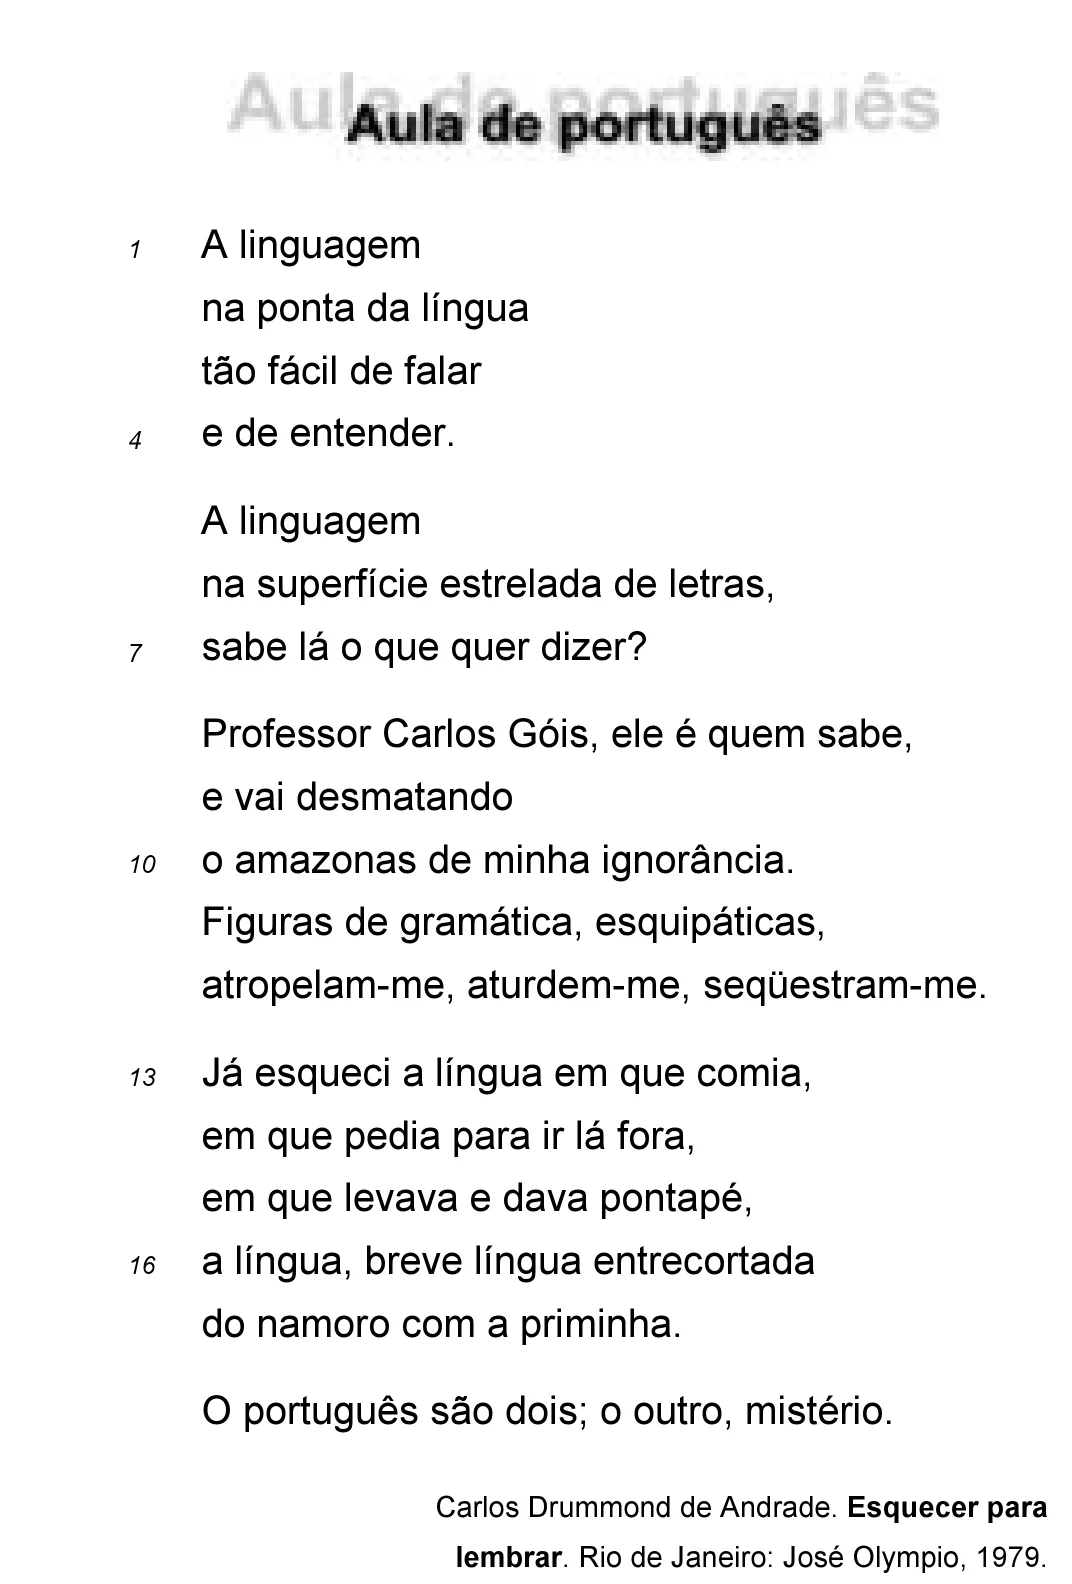 Aula de português
Aula de português
1 A linguagem
na ponta da língua
tão fácil de falar
4 e de entender.
A linguagem
na superfície estrelada de letras,
7 sabe lá o que quer dizer?
Professor Carlos Góis, ele é quem sabe,
e vai desmatando
10 o amazonas de minha ignorância.
Figuras de gramática, esquipáticas,
atropelam-me, aturdem-me, seqüestram-me.
13 Já esqueci a língua em que comia,
em que pedia para ir lá fora,
em que levava e dava pontapé,
16 a língua, breve língua entrecortada
do namoro com a priminha.
O português são dois; o outro, mistério.
Carlos Drummond de Andrade. Esquecer para
lembrar. Rio de Janeiro: José Olympio, 1979.